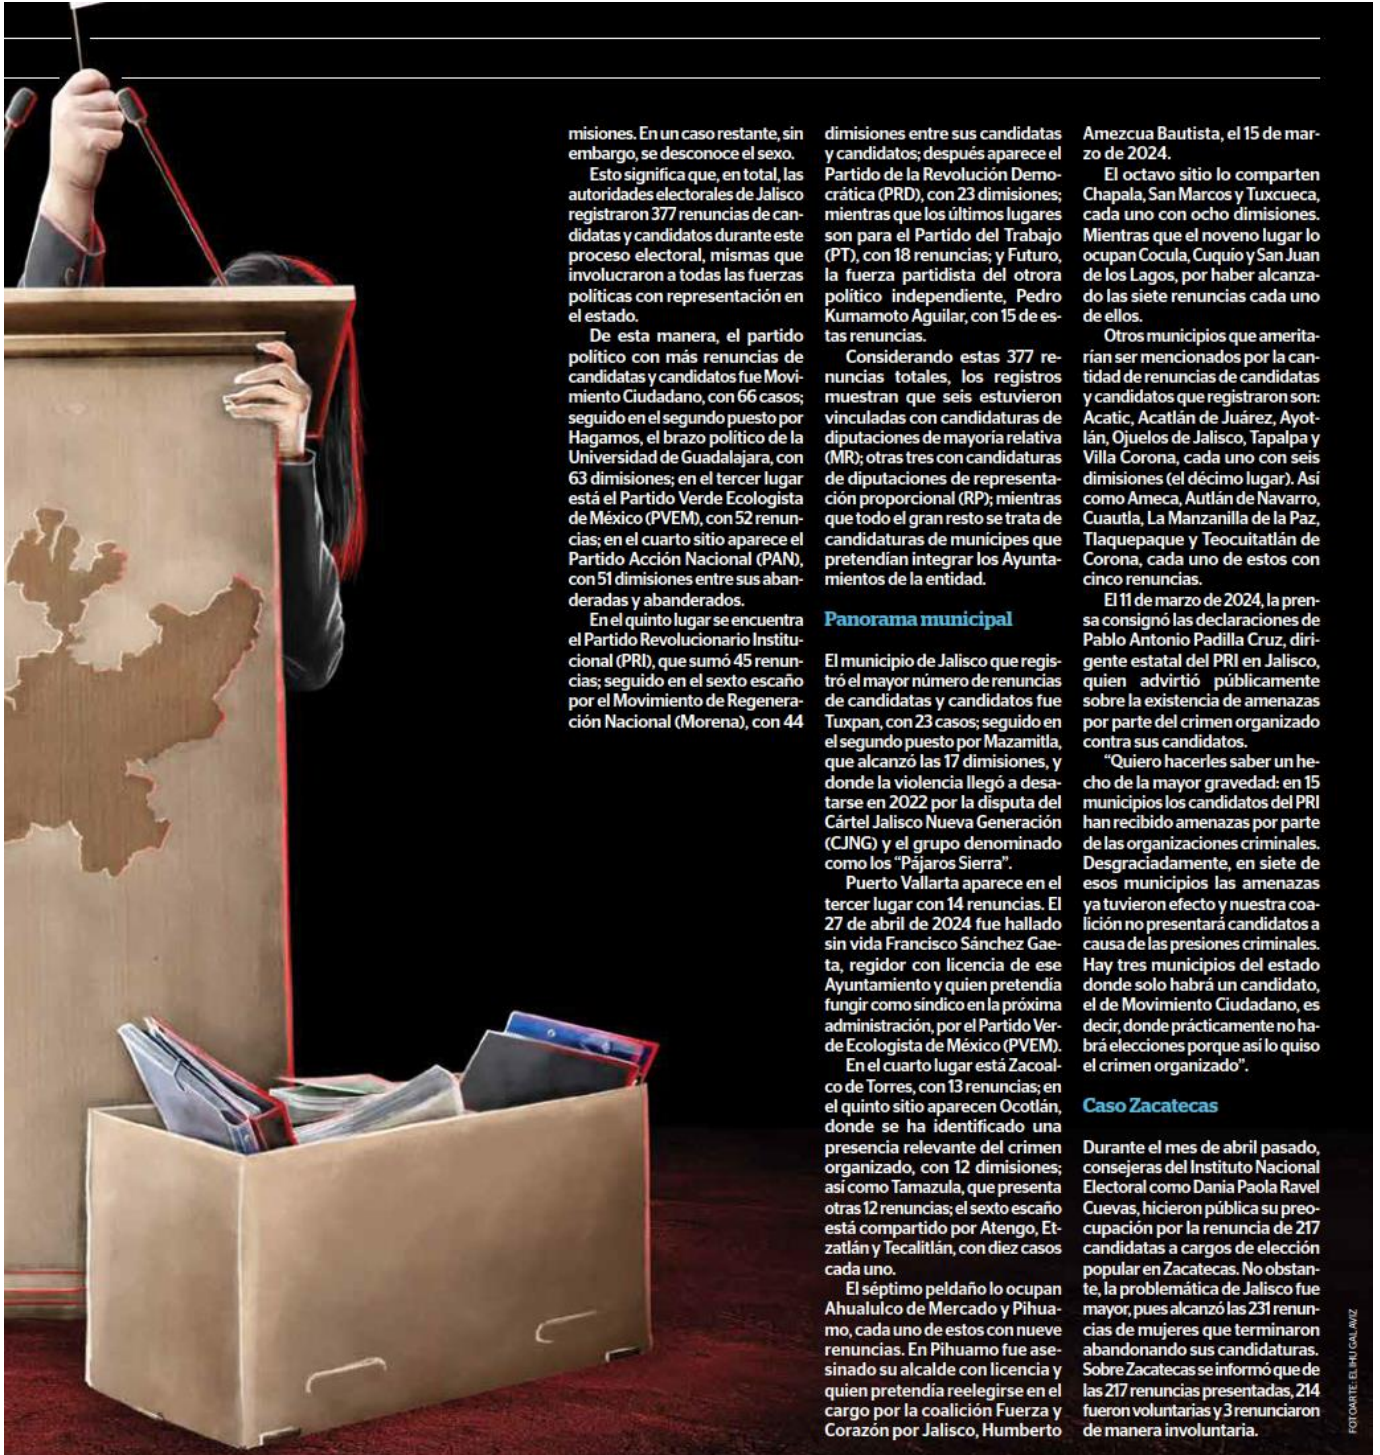 misiones. En un caso restante, sin
embargo, se desconoce el sexo.
Esto significa que, en total, las
autoridades electorales de Jalisco
registraron 377 renuncias de can-
didatas y candidatos durante este
proceso electoral, mismas que
involucraron a todas las fuerzas
políticas con representación en
el estado.
De esta manera, el partido
político con más renuncias de
candidatas y candidatos fue Movi-
miento Ciudadano, con 66 casos;
seguido en el segundo puesto por
Hagamos, el brazo político de la
Universidad de Guadalajara, con
63 dimisiones; en el tercer lugar
está el Partido Verde Ecologista
de México (PVEM), con 52 renun-
cias; en el cuarto sitio aparece el
Partido Acción Nacional (PAN),
con 51 dimisiones entre sus aban-
deradas y abanderados.
En el quinto lugar se encuentra
el Partido Revolucionario Institu-
cional (PRI), que sumó 45 renun-
cias; seguido en el sexto escaño
por el Movimiento de Regenera-
ción Nacional (Morena), con 44
dimisiones entre sus candidatas
y candidatos; después aparece el
Partido de la Revolución Demo-
crática (PRD), con 23 dimisiones;
mientras que los últimos lugares
son para el Partido del Trabajo
(PT), con 18 renuncias; y Futuro,
la fuerza partidista del otrora
político independiente, Pedro
Kumamoto Aguilar, con 15 de es-
tas renuncias.
Considerando estas 377 re-
nuncias totales, los registros
muestran que seis estuvieron
vinculadas con candidaturas de
diputaciones de mayoría relativa
(MR); otras tres con candidaturas
de diputaciones de representa-
ción proporcional (RP); mientras
que todo el gran resto se trata de
candidaturas de munícipes que
pretendían integrar los Ayunta-
mientos de la entidad.
Panorama municipal
El municipio de Jalisco que regis-
tró el mayor número de renuncias
de candidatas y candidatos fue
Tuxpan, con 23 casos; seguido en
el segundo puesto por Mazamitla,
que alcanzó las 17 dimisiones, y
donde la violencia llegó a desa-
tarse en 2022 por la disputa del
Cártel Jalisco Nueva Generación
(CJNG) y el grupo denominado
como los “Pájaros Sierra”.
Puerto Vallarta aparece en el
tercer lugar con 14 renuncias. El
27 de abril de 2024 fue hallado
sin vida Francisco Sánchez Gae-
ta, regidor con licencia de ese
Ayuntamiento y quien pretendía
fungir como síndico en la próxima
administración, por el Partido Ver-
de Ecologista de México (PVEM).
En el cuarto lugar está Zacoal-
co de Torres, con 13 renuncias; en
el quinto sitio aparecen Ocotlán,
donde se ha identificado una
presencia relevante del crimen
organizado, con 12 dimisiones;
así como Tamazula, que presenta
otras 12 renuncias; el sexto escaño
está compartido por Atengo, Et-
zatlán y Tecalitlán, con diez casos
cada uno.
El séptimo peldaño lo ocupan
Ahualulco de Mercado y Pihua-
mo, cada uno de estos con nueve
renuncias. En Pihuamo fue ase-
sinado su alcalde con licencia y
quien pretendía reelegirse en el
cargo por la coalición Fuerza y
Corazón por Jalisco, Humberto
Amezcua Bautista, el 15 de mar-
zo de 2024.
El octavo sitio lo comparten
Chapala, San Marcos y Tuxcueca,
cada uno con ocho dimisiones.
Mientras que el noveno lugar lo
ocupan Cocula, Cuquío y San Juan
de los Lagos, por haber alcanza-
do las siete renuncias cada uno
de ellos.
Otros municipios que amerita-
rían ser mencionados por la can-
tidad de renuncias de candidatas
y candidatos que registraron son:
Acatic, Acatlán de Juárez, Ayot-
lán, Ojuelos de Jalisco, Tapalpa y
Villa Corona, cada uno con seis
dimisiones (el décimo lugar). Así
como Ameca, Autlán de Navarro,
Cuautla, La Manzanilla de la Paz,
Tlaquepaque y Teocuitatlán de
Corona, cada uno de estos con
cinco renuncias.
El 11 de marzo de 2024, la pren-
sa consignó las declaraciones de
Pablo Antonio Padilla Cruz, diri-
gente estatal del PRI en Jalisco,
quien advirtió públicamente
sobre la existencia de amenazas
por parte del crimen organizado
contra sus candidatos.
“Quiero hacerles saber un he-
cho de la mayor gravedad: en 15
municipios los candidatos del PRI
han recibido amenazas por parte
de las organizaciones criminales.
Desgraciadamente, en siete de
esos municipios las amenazas
ya tuvieron efecto y nuestra coa-
lición no presentará candidatos a
causa de las presiones criminales.
Hay tres municipios del estado
donde solo habrá un candidato,
el de Movimiento Ciudadano, es
decir, donde prácticamente no ha-
brá elecciones porque así lo quiso
el crimen organizado”.
Caso Zacatecas
Durante el mes de abril pasado,
consejeras del Instituto Nacional
Electoral como Dania Paola Ravel
Cuevas, hicieron pública su preo-
cupación por la renuncia de 217
candidatas a cargos de elección
popular en Zacatecas. No obstan-
te, la problemática de Jalisco fue
mayor, pues alcanzó las 231 renun-
cias de mujeres que terminaron
abandonando sus candidaturas.
Sobre Zacatecas se informó que de
las 217 renuncias presentadas, 214
fueron voluntarias y 3 renunciaron
de manera involuntaria.
FOTOARTE: ELIHU GALAVIZ